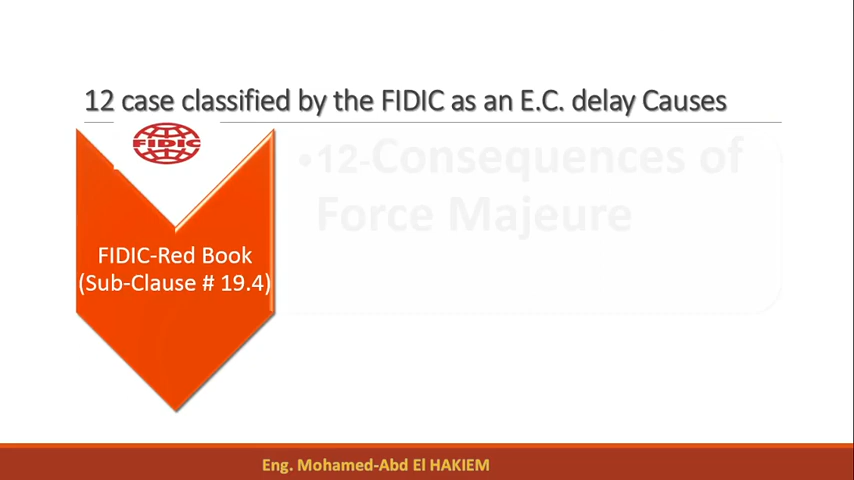 12 case classified by the FIDIC as an E.C. delay Causes
FIDIC
•12-Consequences of
Force Majeure
FIDIC-Red Book
(Sub-Clause # 19.4)
Eng. Mohamed-Abd El HAKIEM